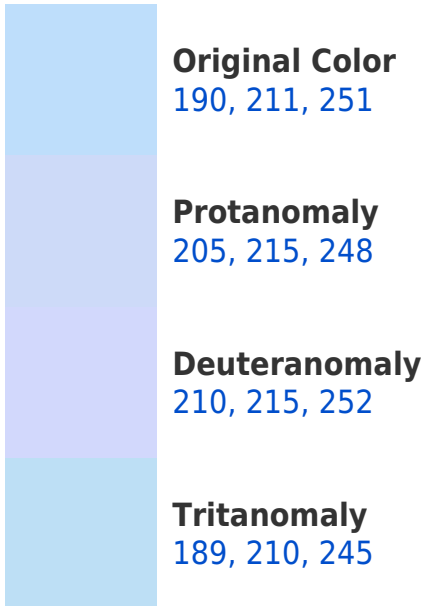 Original Color
190, 211, 251
Protanomaly
205, 215, 248
Deuteranomaly
210, 215, 252
Tritanomaly
189, 210, 245